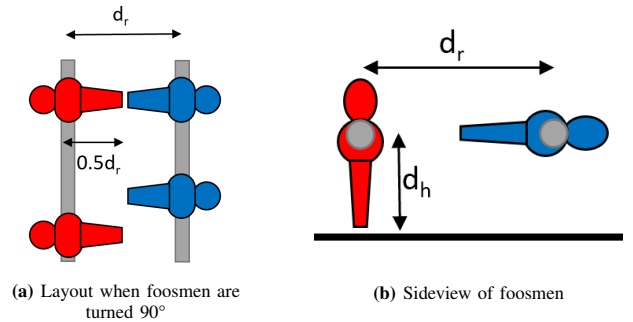 d_r
0.5d_r
(a) Layout when foosmen are
turned 90°
d_r
d_h
(b) Sideview of foosmen